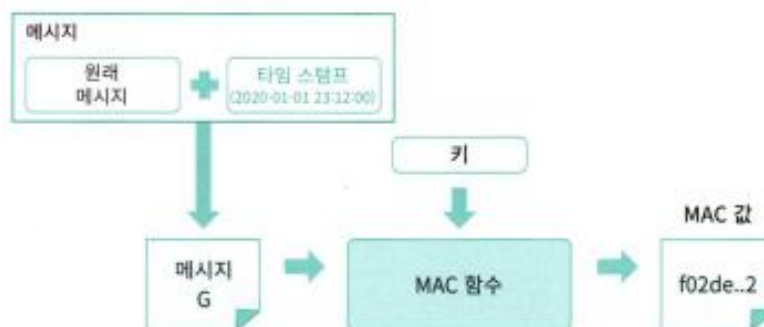 메시지
원래
메시지
타임 스탬프
(2020-01-01 23:12:00)
키
MAC 값
메시지
G
MAC 함수
f02de..2